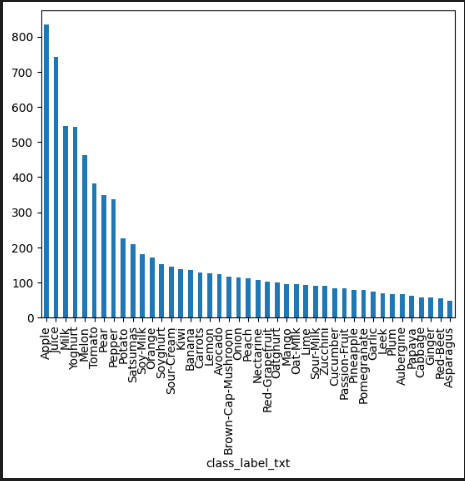 800
700
600
500
400
300
200
100
0
Apple
Juice
Milk
Yoghurt
Melon
Tomato
Pear
Pepper
Potato
Satsumas
Soy-Milk
Orange
Soyghurt
Sour-Cream
Kiwi
Banana
Carrots
Lemon
Avocado
Brown-Cap-Mushroom
Onion
Peach
Nectarine
Red-Grapefruit
Oatghurt
Mango
Oat-Milk
Lime
Sour-Milk
Zucchini
Cucumber
Passion-Fruit
Pineapple
Pomegranate
Garlic
Leek
Plum
Aubergine
Papaya
Cabbage
Ginger
Red-Beet
Asparagus
class_label_txt